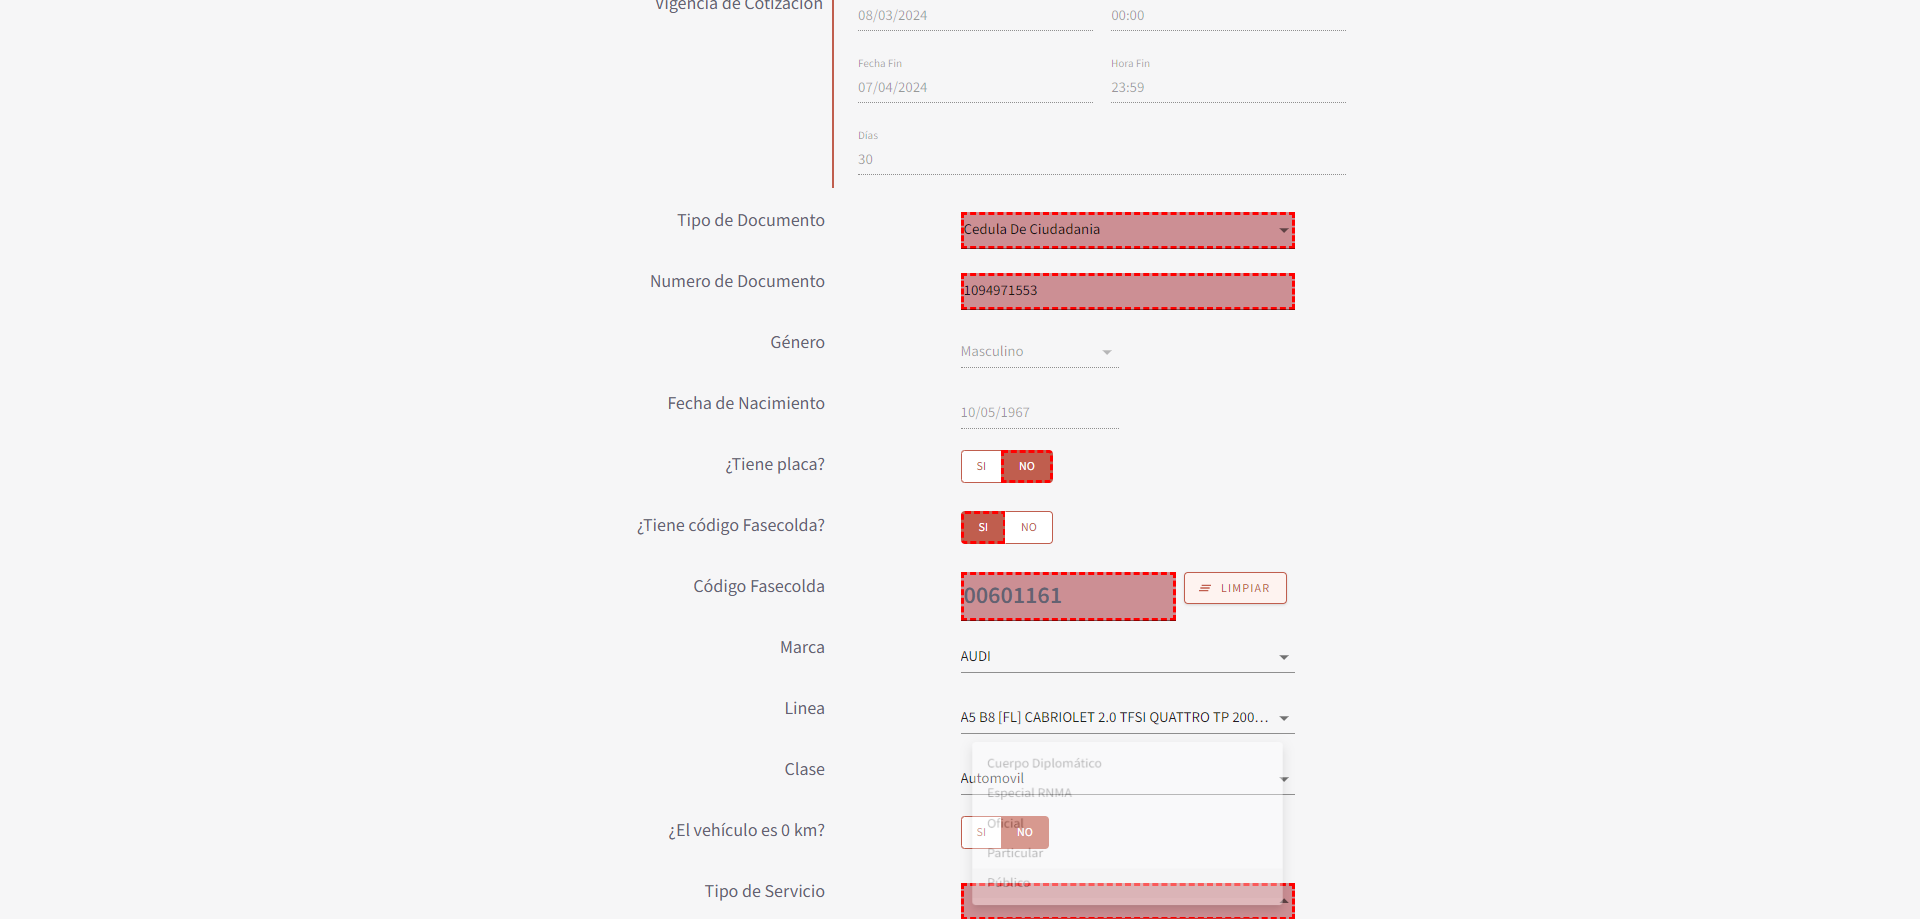 Vigencia de Cotización
08/03/2024 00:00
Fecha Fin Hora Fin
07/04/2024 23:59
Dias
30
Tipo de Documento Cedula De Ciudadania
Numero de Documento 1094971553
Género Masculino
Fecha de Nacimiento 10/05/1967
¿Tiene placa? SI NO
¿Tiene código Fasecolda? SI NO
Código Fasecolda 00601161 LIMPIAR
Marca AUDI
Linea A5 B8 [FL] CABRIOLET 2.0 TFSI QUATTRO TP 200...
Cuerpo Diplomático
Clase Automovil
Especial RNMA
Oficial
¿El vehículo es 0 km? SI NO
Particular
Público
Tipo de Servicio